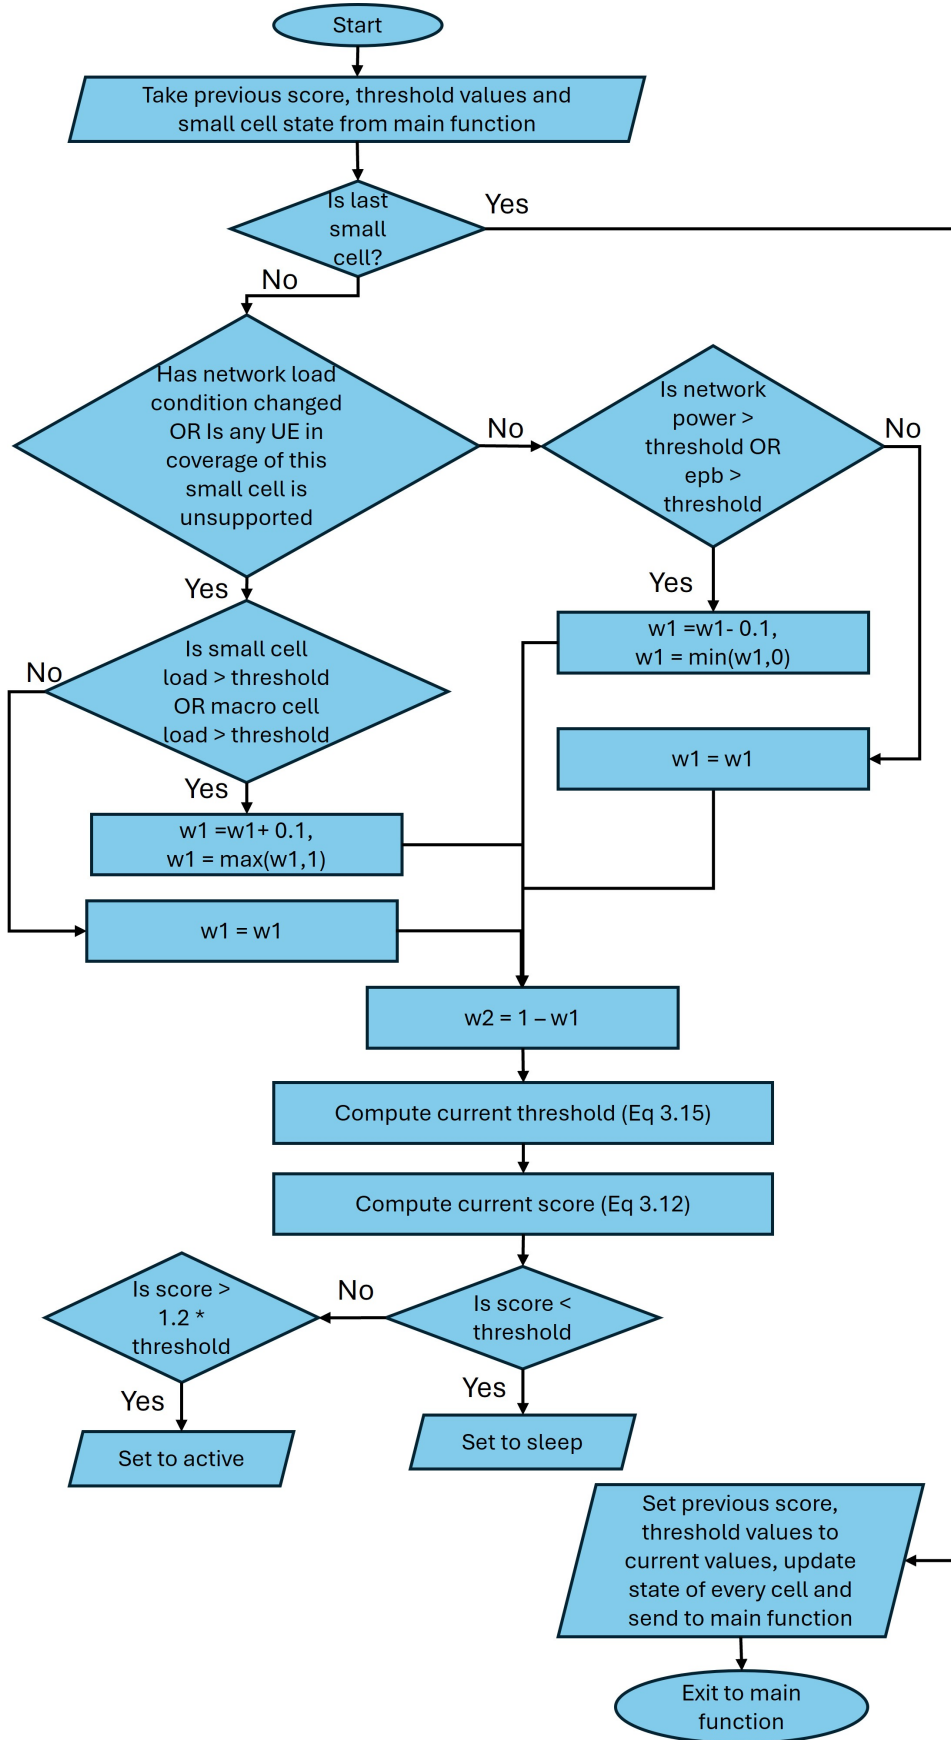 Start
Take previous score, threshold values and
small cell state from main function
Is last
small
cell?
Yes
No
Has network load
condition changed
OR Is any UE in
coverage of this
small cell is
unsupported
No
Is network
power >
threshold OR
epb >
threshold
No
Yes
Yes
w1 =w1- 0.1,
w1 = min(w1,0)
Is small cell
load > threshold
OR macro cell
load > threshold
No
w1 = w1
Yes
w1 =w1+ 0.1,
w1 = max(w1,1)
w1 = w1
w2 = 1 – w1
Compute current threshold (Eq 3.15)
Compute current score (Eq 3.12)
Is score <
threshold
No
Is score >
1.2 *
threshold
Yes
Yes
Set to active
Set to sleep
Set previous score,
threshold values to
current values, update
state of every cell and
send to main function
Exit to main
function